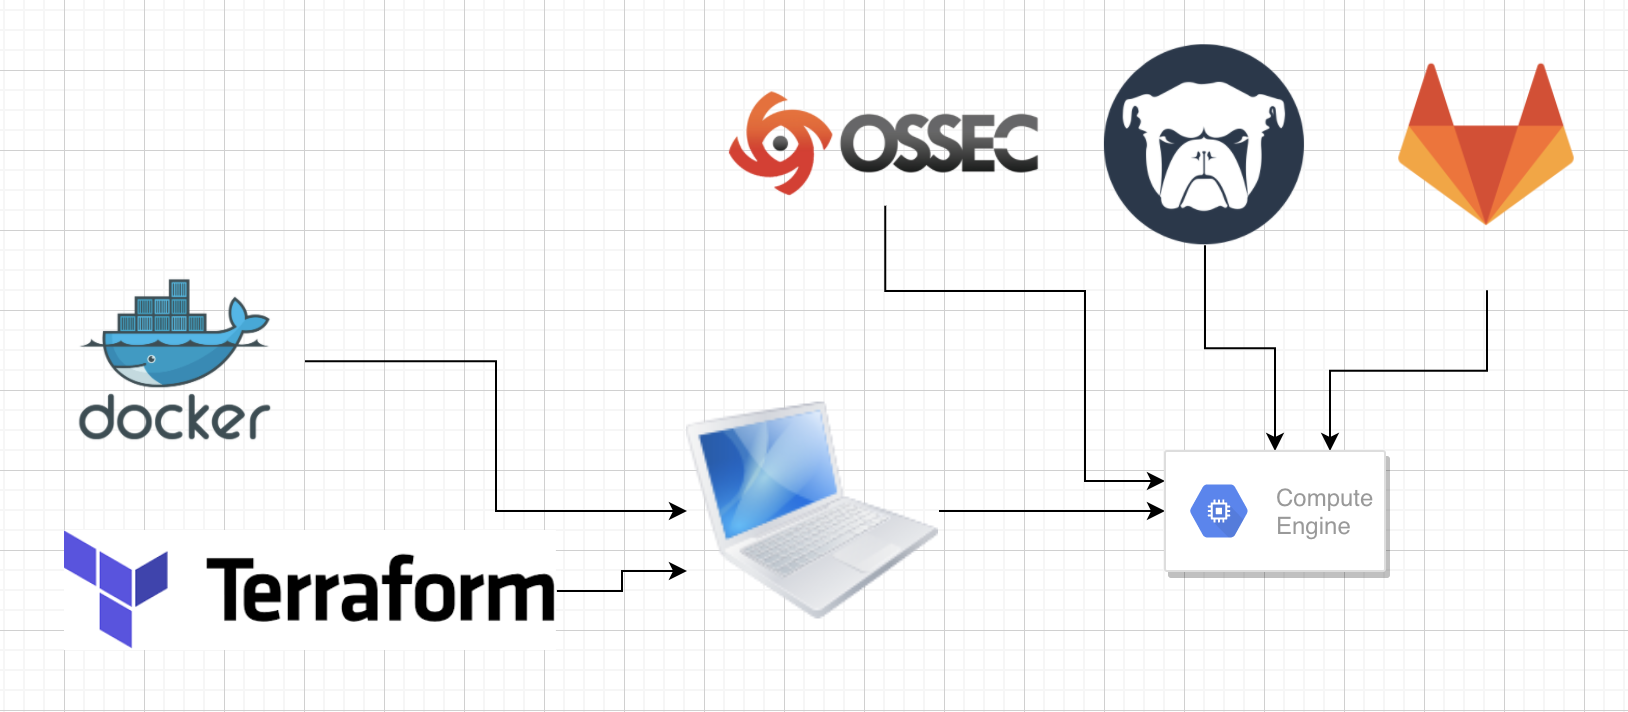 OSSEC
docker
Compute
Engine
Terraform